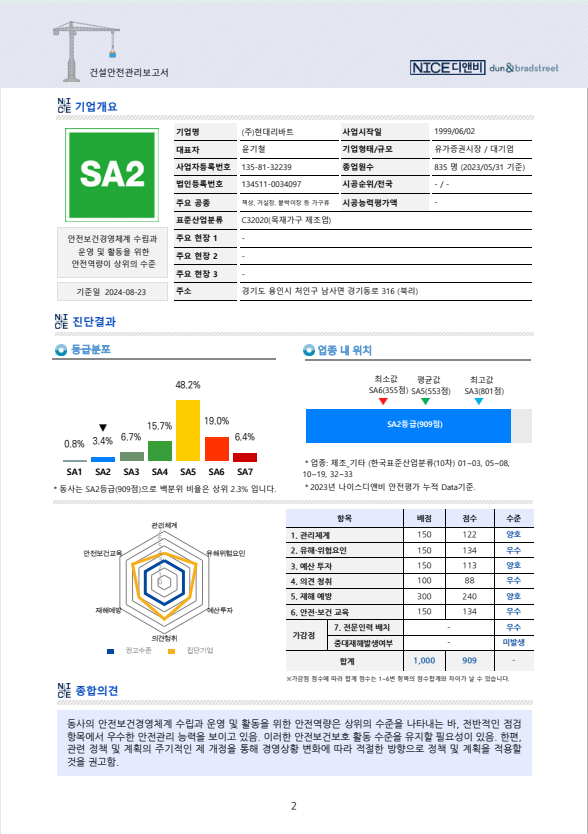 건설안전관리보고서
NICE디앤비 dun&bradstreet
NICE 기업개요
SA2
안전보건경영체계 수립과
운영 및 활동을 위한
안전역량이 상위의 수준
기준일 2024-08-23
기업명 (주)현대리바트 사업시작일 1999/06/02
대표자 윤기철 기업형태/규모 유가증권시장 / 대기업
사업자등록번호 135-81-32239 종업원수 835 명 (2023/05/31 기준)
법인등록번호 134511-0034097 시공순위/전국 - / -
주요 공종 책상, 거실장, 붙박이장 등 가구류 시공능력평가액 -
표준산업분류 C32020(목재가구 제조업)
주요 현장 1 -
주요 현장 2 -
주요 현장 3 -
주소 경기도 용인시 처인구 남사면 경기동로 316 (북리)
NICE 진단결과
등급분포
0.8% 3.4% 6.7% 15.7% 48.2% 19.0% 6.4%
SA1 SA2 SA3 SA4 SA5 SA6 SA7
* 동사는 SA2등급(909점)으로 백분위 비율은 상위 2.3% 입니다.
업종 내 위치
최소값 평균값 최고값
SA6(355점) SA5(553점) SA3(801점)
SA2등급(909점)
* 업종: 제조_기타 (한국표준산업분류(10차) 01~03, 05~08,
10~19, 32~33
* 2023년 나이스디앤비 안전평가 누적 Data기준.
관리체계
안전보건교육 유해위험요인
재해예방 예산투자
의견청취
권고수준 진단기업
항목 배점 점수 수준
1. 관리체계 150 122 양호
2. 유해·위험요인 150 134 우수
3. 예산 투자 150 113 양호
4. 의견 청취 100 88 우수
5. 재해 예방 300 240 양호
6. 안전·보건 교육 150 134 우수
가감점 7. 전문인력 배치 - 우수
중대재해발생여부 - 미발생
합계 1,000 909 -
※가감점 점수에 따라 합계 점수는 1~6번 항목의 점수합계와 차이가 날 수 있습니다.
NICE 종합의견
동사의 안전보건경영체계 수립과 운영 및 활동을 위한 안전역량은 상위의 수준을 나타내는 바, 전반적인 점검
항목에서 우수한 안전관리 능력을 보이고 있음. 이러한 안전보건보호 활동 수준을 유지할 필요성이 있음. 한편,
관련 정책 및 계획의 주기적인 제 개정을 통해 경영상황 변화에 따라 적절한 방향으로 정책 및 계획을 적용할
것을 권고함.
2